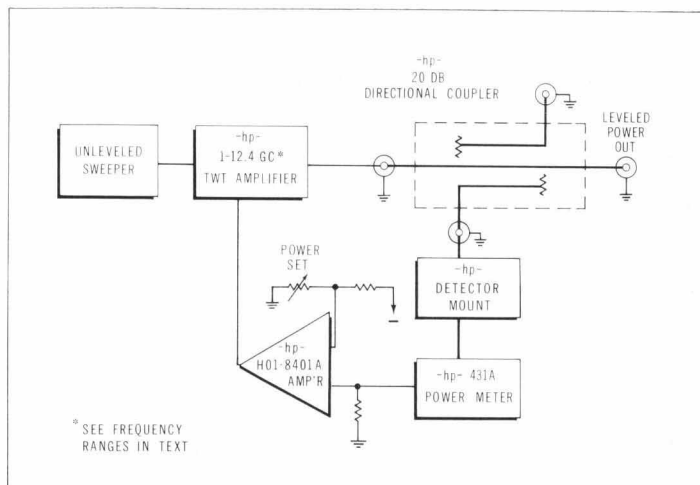 -hp-
20 DB
DIRECTIONAL COUPLER
LEVELED
POWER
OUT
UNLEVELED
SWEEPER
-hp-
1-12.4 GC*
TWT AMPLIFIER
POWER
SET
-hp-
DETECTOR
MOUNT
-hp-
H01-8401A
AMP'R
-hp- 431A
POWER METER
* SEE FREQUENCY
RANGES IN TEXT